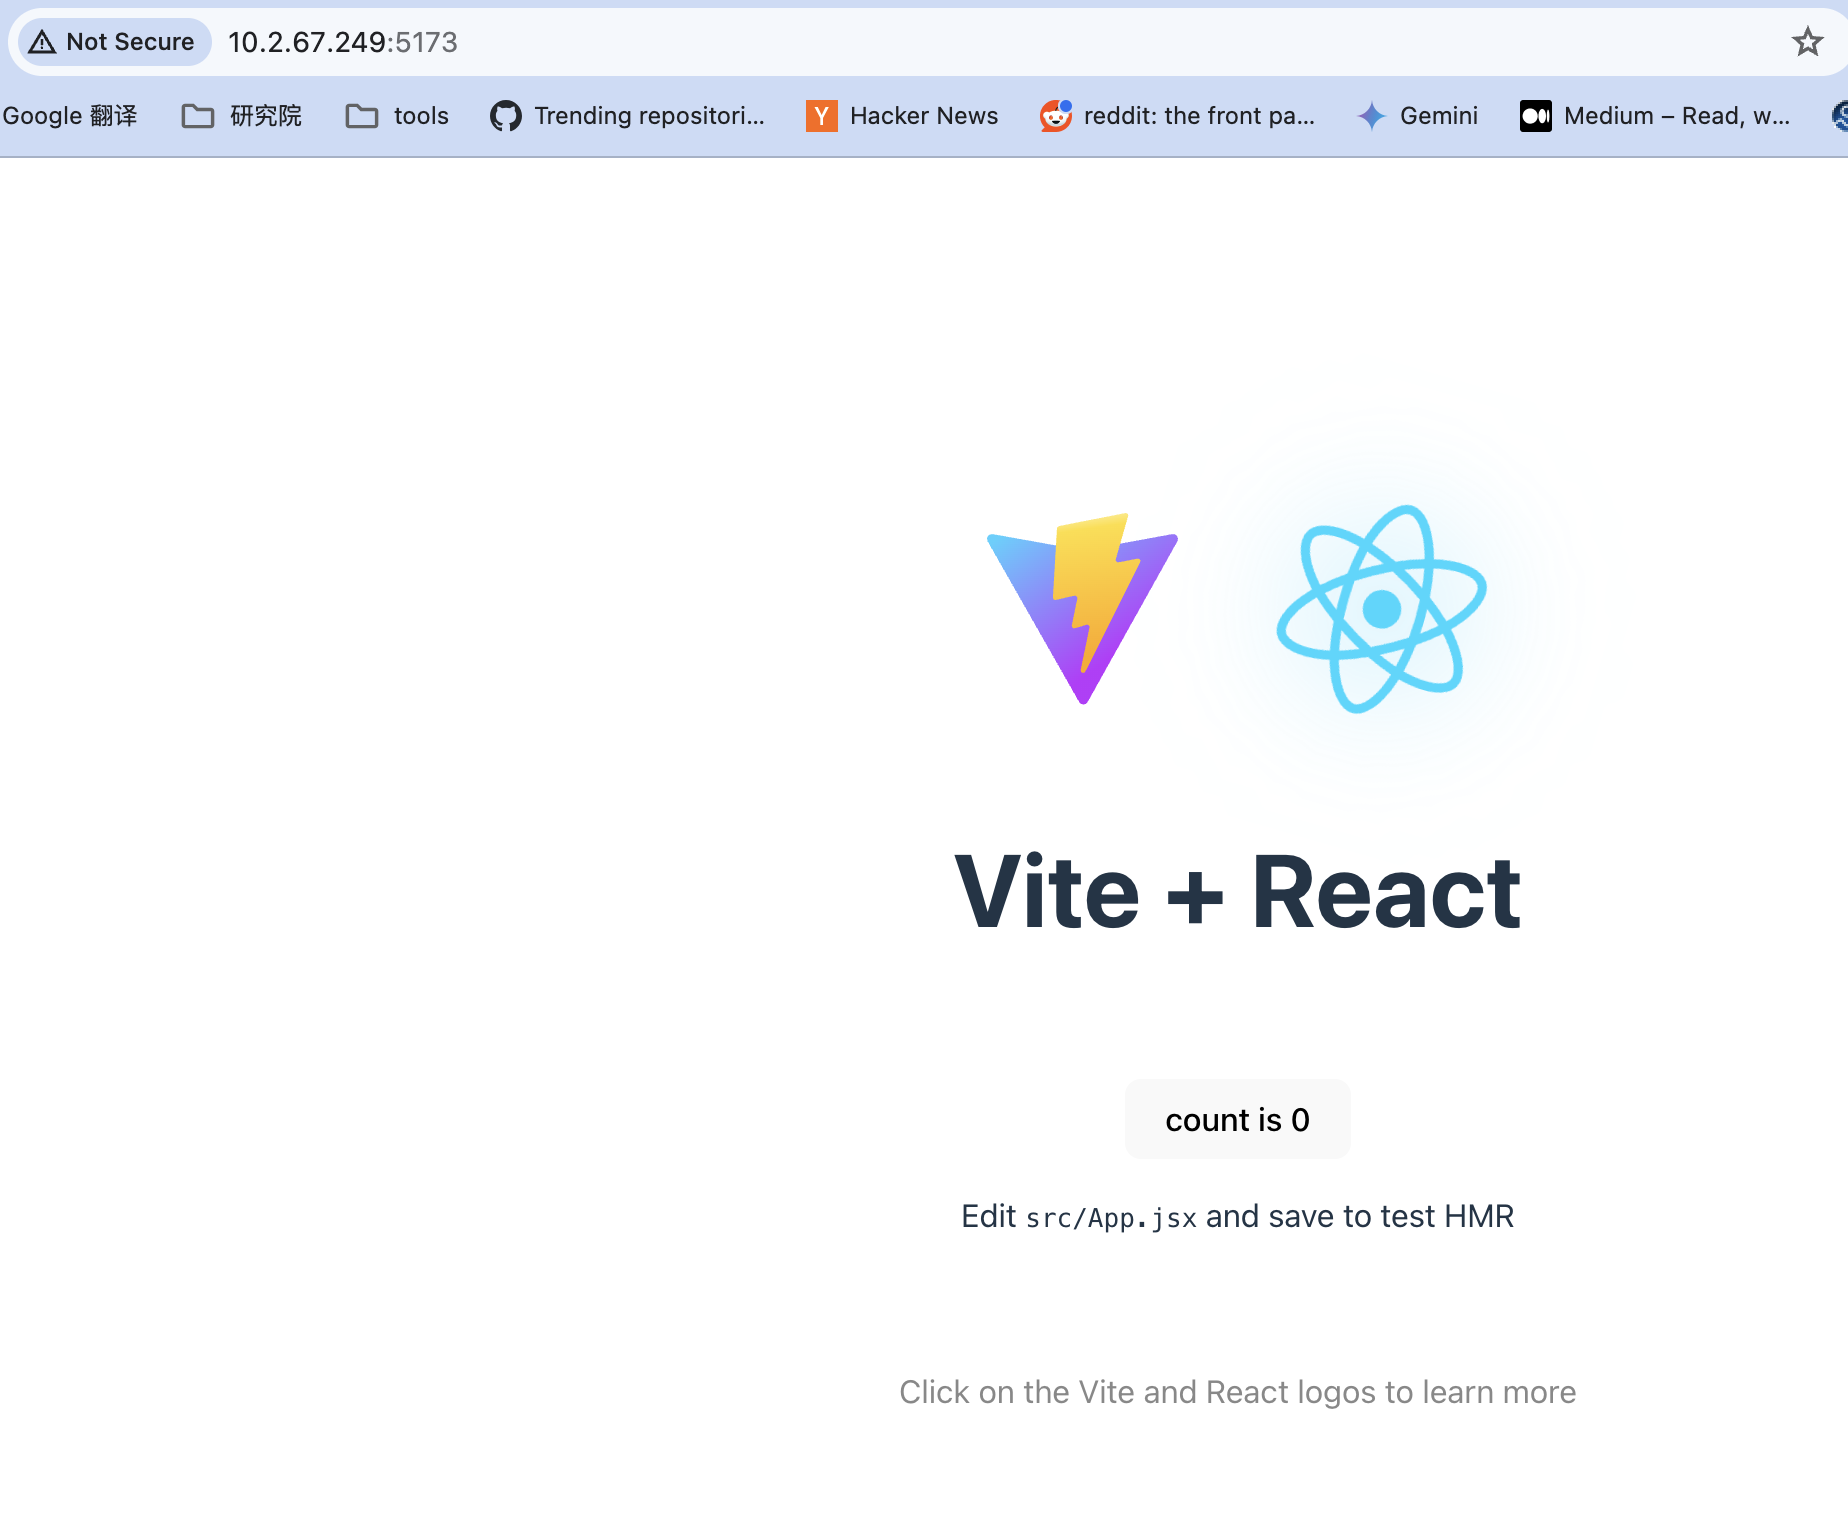 Not Secure 10.2.67.249:5173
Google 翻译 研究院 tools Trending repositori... Hacker News reddit: the front pa... Gemini Medium – Read, w...
Vite + React
count is 0
Edit src/App.jsx and save to test HMR
Click on the Vite and React logos to learn more